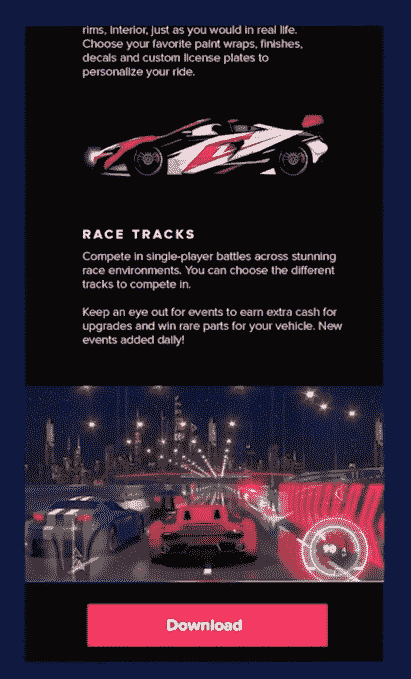 rims, interior, just as you would in real life.
Choose your favorite paint wraps, finishes,
decals and custom license plates to
personalize your ride.
RACE TRACKS
Compete in single-player battles across stunning
race environments. You can choose the different
tracks to compete in.
Keep an eye out for events to earn extra cash for
upgrades and win rare parts for your vehicle. New
events added daily!
Download